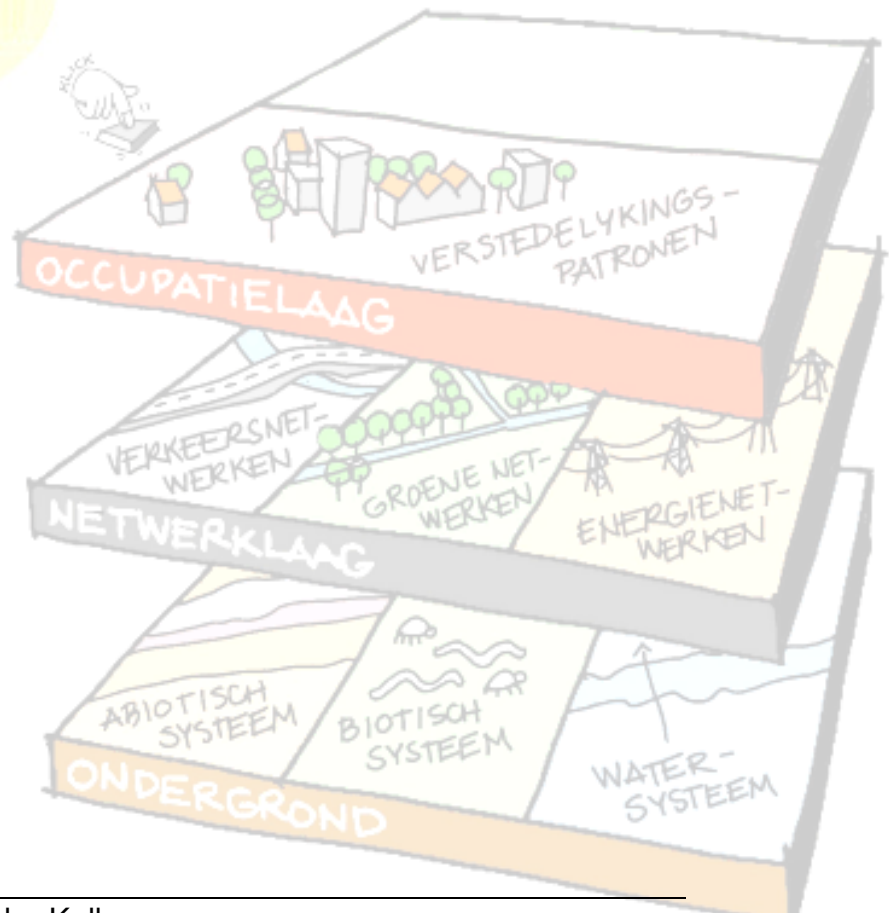 KLICK
VERSTEDELYKINGS-
PATRONEN
OCCUPATIELAAG
VERKEERSNET-
WERKEN
GROENE NET-
WERKEN
ENERGIENET-
WERKEN
NETWERKLAAG
ABIOTISCH
SYSTEEM
BIOTISCH
SYSTEEM
WATER-
SYSTEEM
ONDERGROND